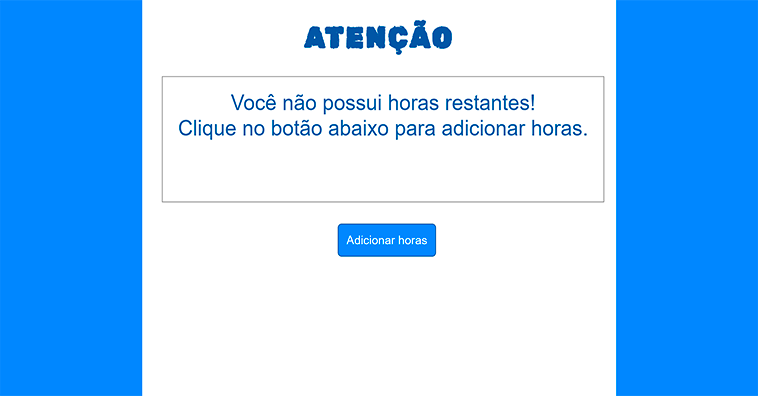 ATENÇÃO
Você não possui horas restantes!
Clique no botão abaixo para adicionar horas.
Adicionar horas